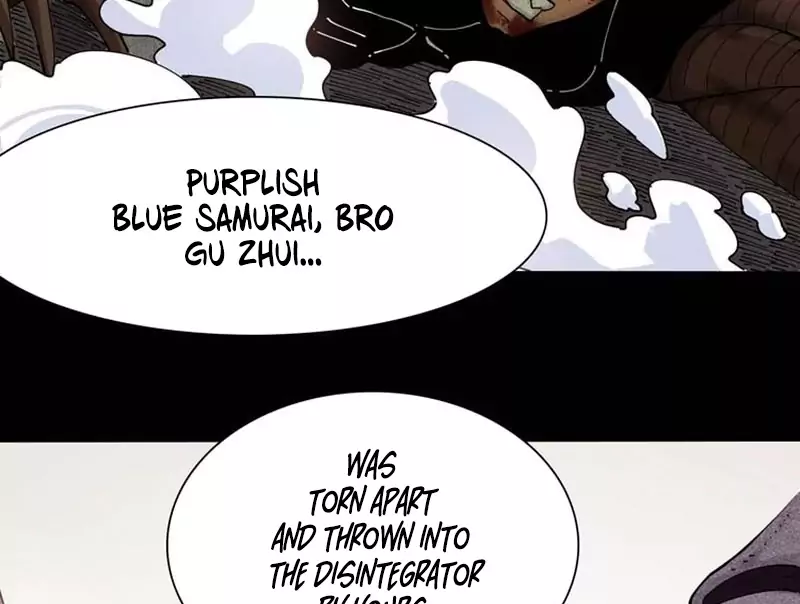 PURPLISH
BLUE SAMURAI, BRO
GU ZHUI...
WAS
TORN APART
AND THROWN INTO
THE DISINTEGRATOR